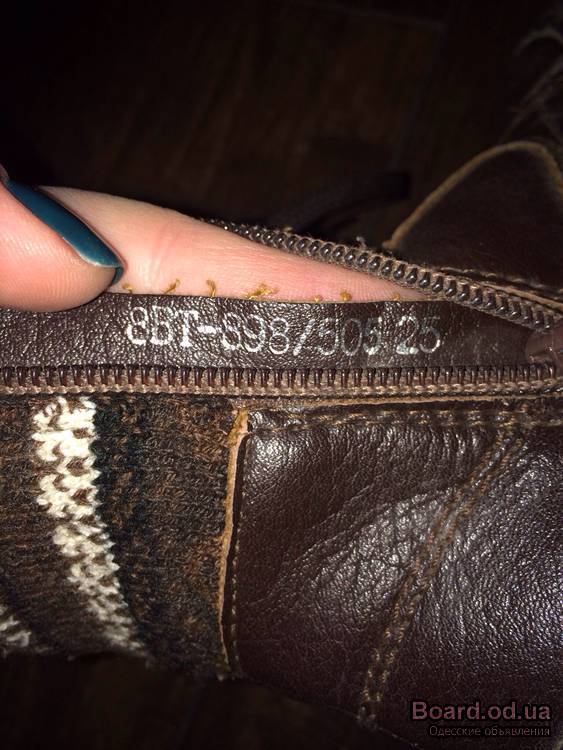 8BT-S98/505 25
Board.od.ua
Одесские объявления